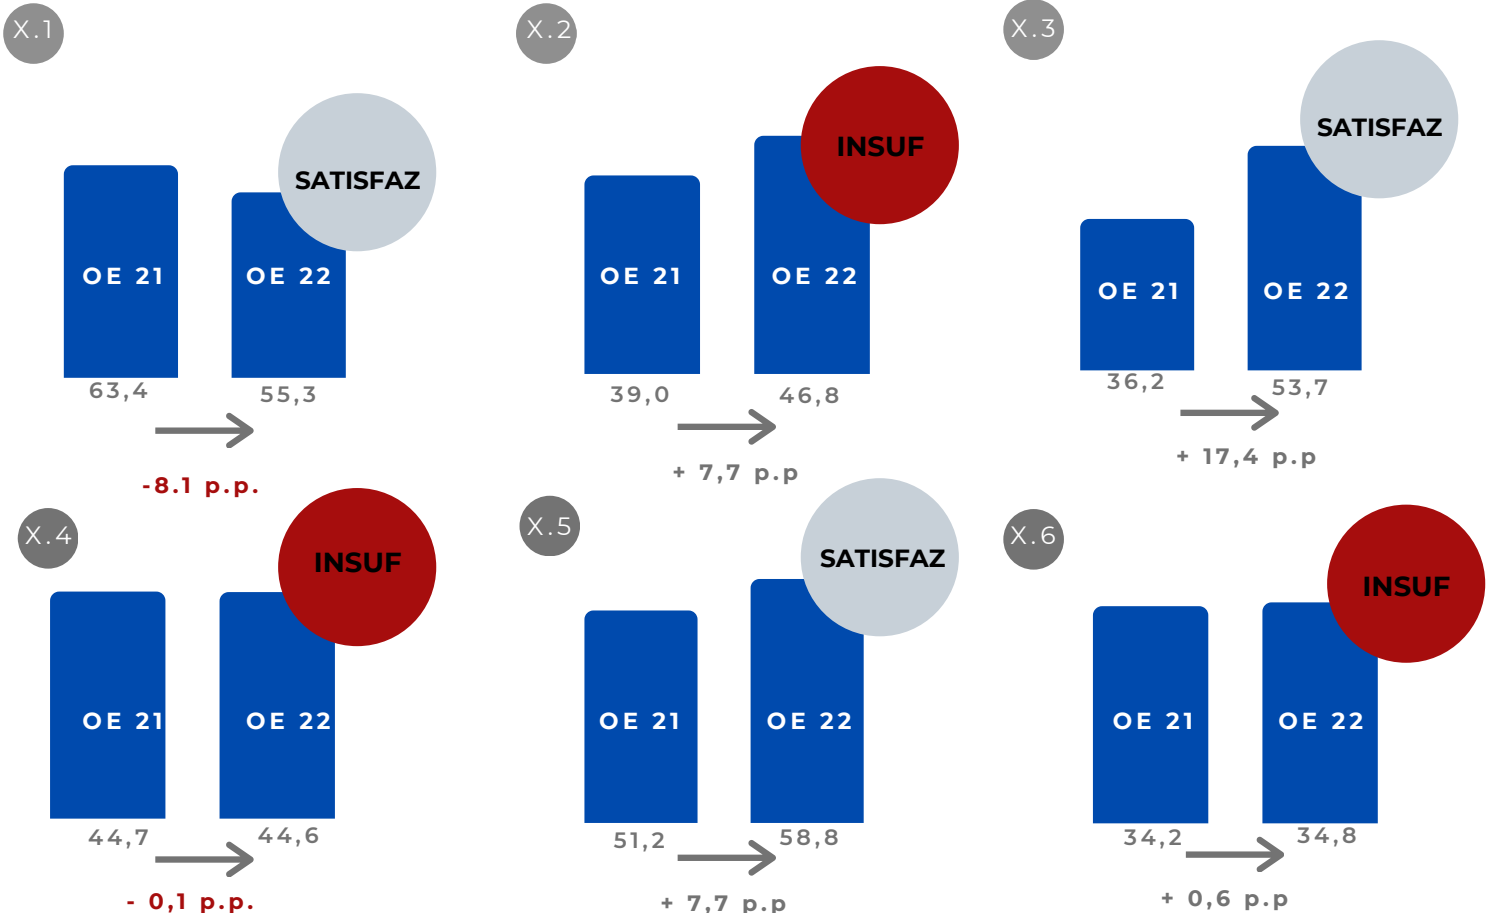 X.1
SATISFAZ
OE 21
OE 22
63,4
55,3
-8.1 p.p.
X.2
INSUF
OE 21
OE 22
39,0
46,8
+ 7,7 p.p
X.3
SATISFAZ
OE 21
OE 22
36,2
53,7
+ 17,4 p.p
X.4
INSUF
OE 21
OE 22
44,7
44,6
- 0,1 p.p.
X.5
SATISFAZ
OE 21
OE 22
51,2
58,8
+ 7,7 p.p
X.6
INSUF
OE 21
OE 22
34,2
34,8
+ 0,6 p.p